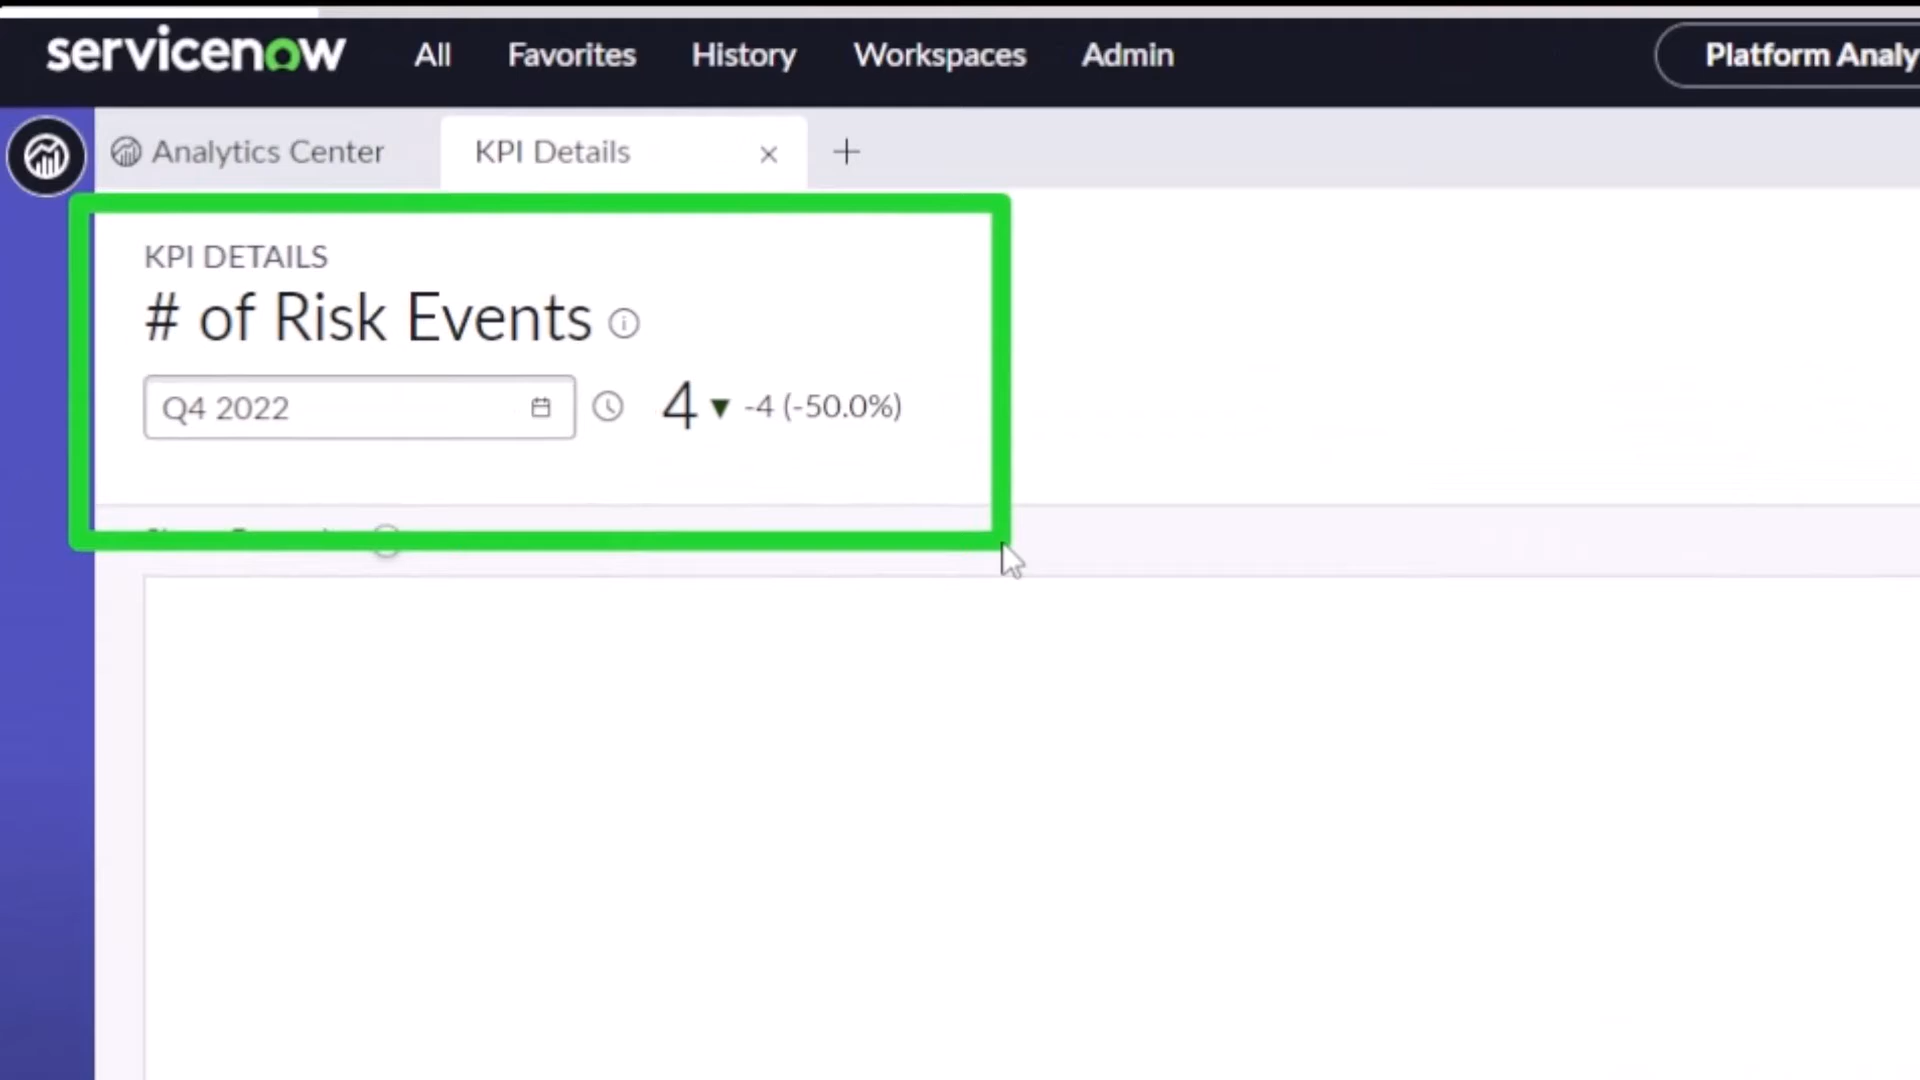 servicenow All Favorites History Workspaces Admin Platform Analy
Analytics Center KPI Details
KPI DETAILS
# of Risk Events
Q4 2022 4 ▼ -4 (-50.0%)